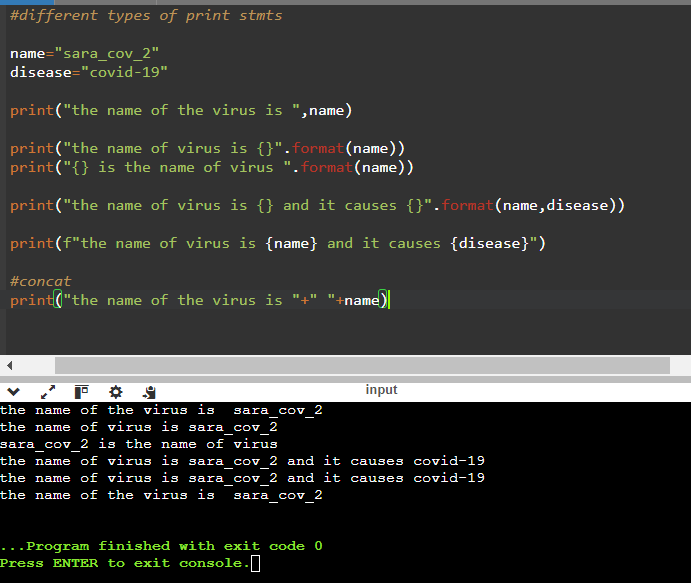 #different types of print stmts
name="sara_cov_2"
disease="covid-19"
print("the name of the virus is ",name)
print("the name of virus is {}".format(name))
print("{} is the name of virus ".format(name))
print("the name of virus is {} and it causes {}".format(name,disease))
print(f"the name of virus is {name} and it causes {disease}")
#concat
print("the name of the virus is "+" "+name)
input
the name of the virus is  sara_cov_2
the name of virus is sara_cov_2
sara_cov_2 is the name of virus
the name of virus is sara_cov_2 and it causes covid-19
the name of virus is sara_cov_2 and it causes covid-19
the name of the virus is  sara_cov_2
...Program finished with exit code 0
Press ENTER to exit console.